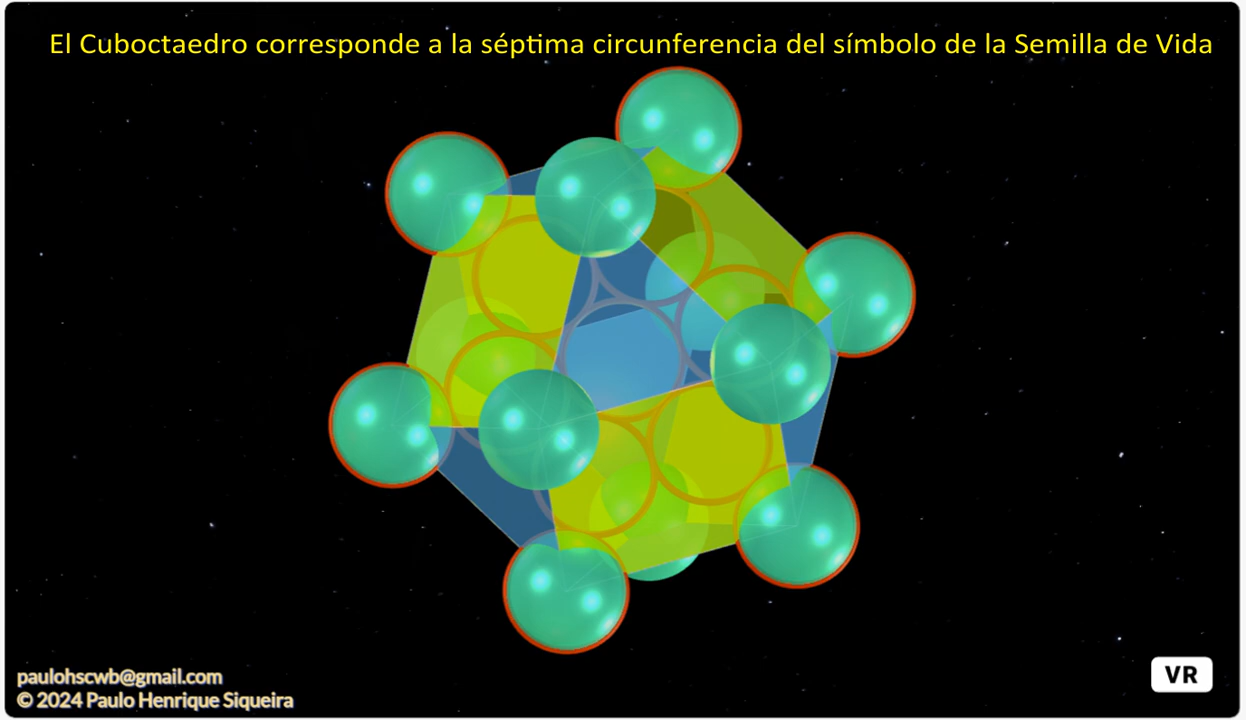 El Cuboctaedro corresponde a la séptima circunferencia del símbolo de la Semilla de Vida
paulohscwb@gmail.com
© 2024 Paulo Henrique Siqueira
VR